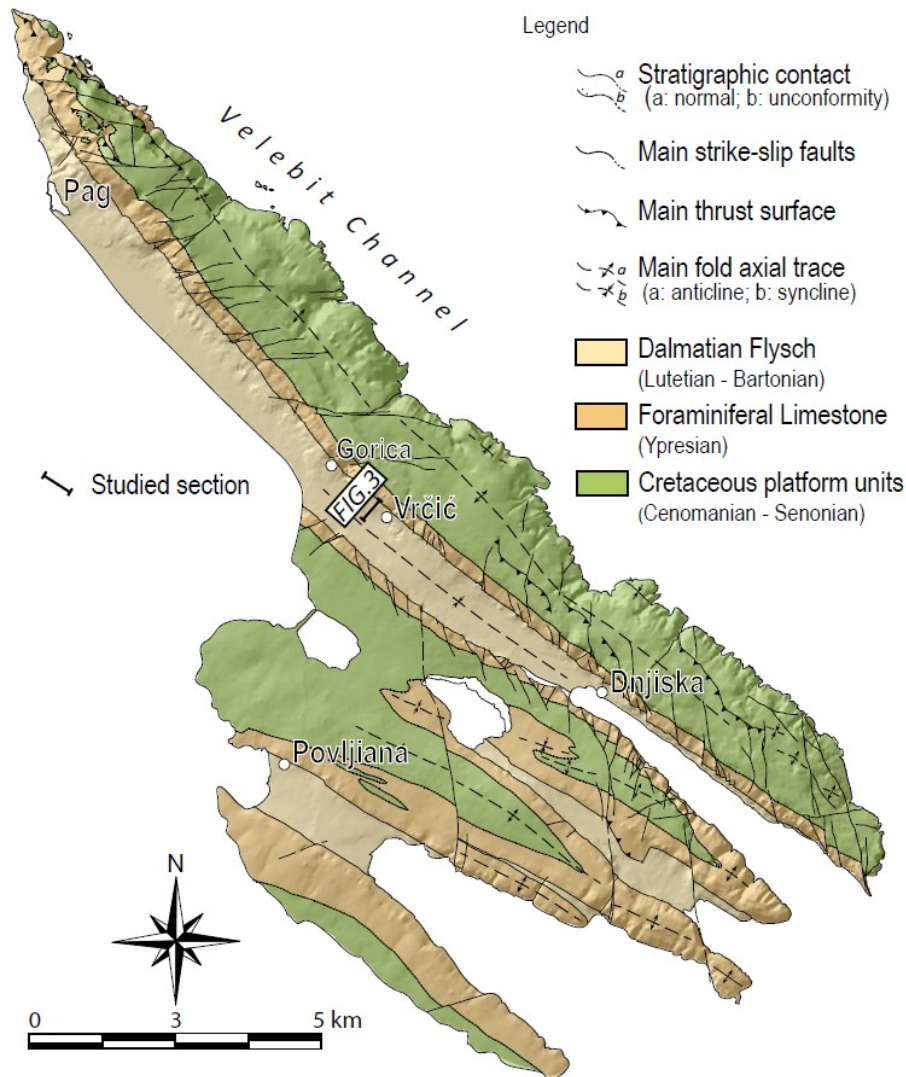 Legend
a
b
Stratigraphic contact
(a: normal; b: unconformity)
Main strike-slip faults
Main thrust surface
a
b
Main fold axial trace
(a: anticline; b: syncline)
Dalmatian Flysch
(Lutetian - Bartonian)
Foraminiferal Limestone
(Ypresian)
Cretaceous platform units
(Cenomanian - Senonian)
Velebit Channel
Pag
Gorica
Studied section
FIG.3
Vrčić
Dnjiska
Povljiana
N
0 3 5 km